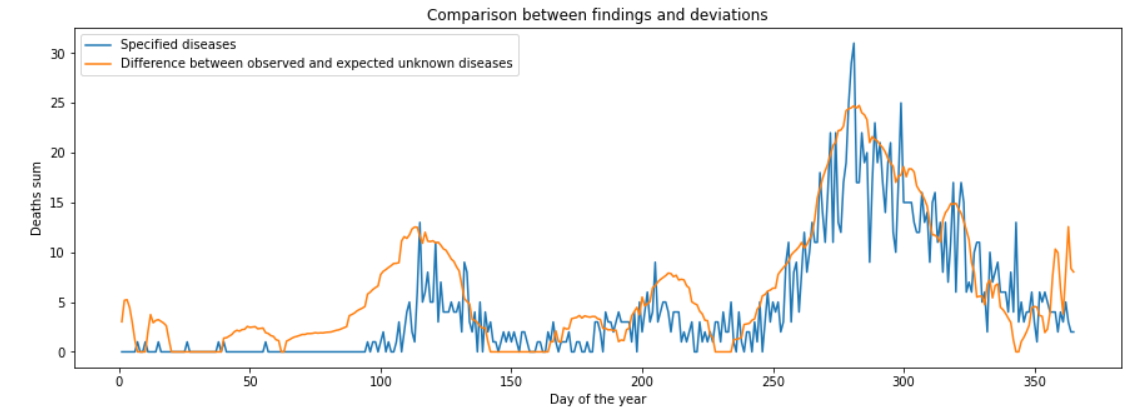 Comparison between findings and deviations
Specified diseases
Difference between observed and expected unknown diseases
30
25
20
15
10
5
0
Deaths sum
0 50 100 150 200 250 300 350
Day of the year